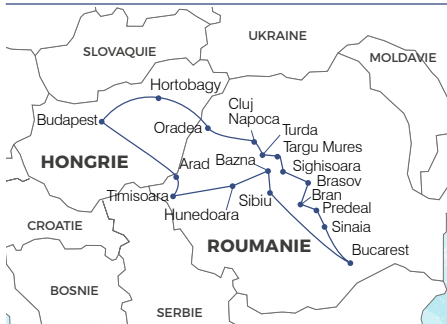 UKRAINE
SLOVAQUIE
MOLDAVIE
Hortobagy
Cluj
Napoca
Budapest
Oradea
Turda
Targu Mures
HONGRIE
Arad
Bazna
Sighisoara
Brasov
Timisoara
Bran
Hunedoara
Sibiu
Predeal
Sinaia
CROATIE
ROUMANIE
Bucarest
BOSNIE
SERBIE